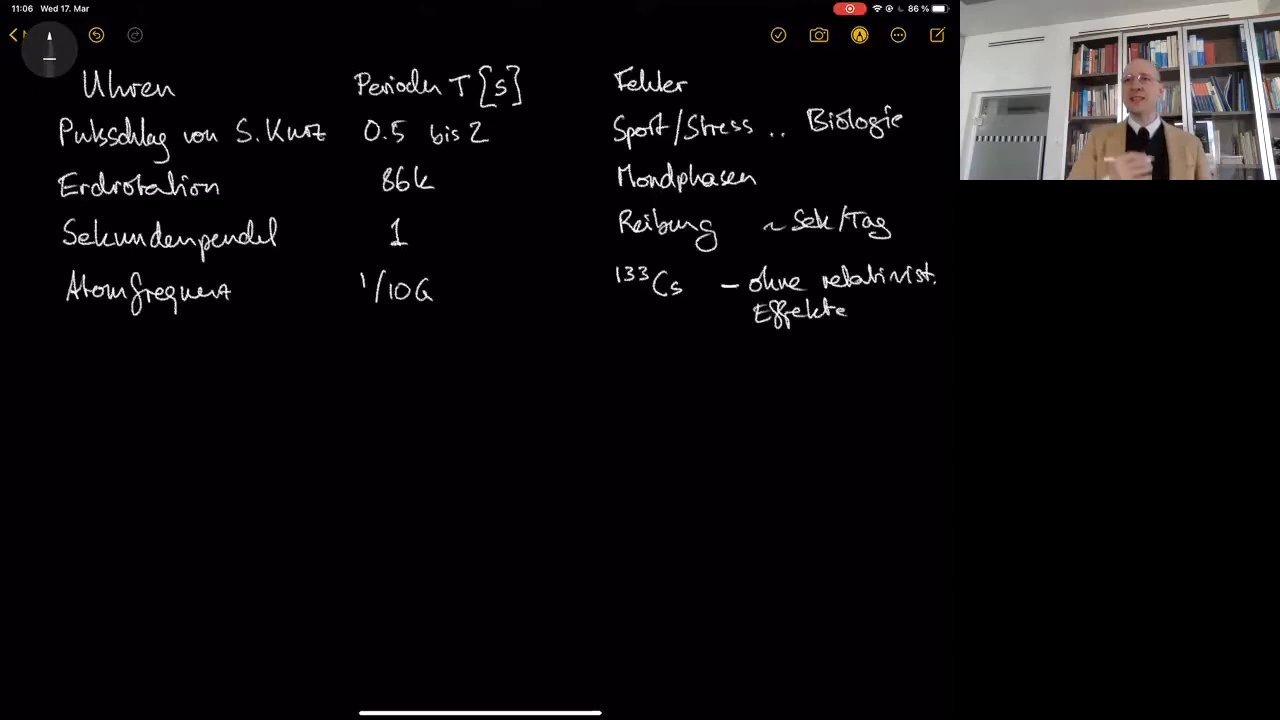 11:06 Wed 17. Mar 86 %
Uhren Perioden T [s] Fehler
Pulsschlag von S. Kurz 0.5 bis 2 Sport/Stress .. Biologie
Erdrotation 86k Mondphasen
Sekundenpendel 1 Reibung ~ Sek/Tag
Atomfrequenz 1/10G ¹³³Cs – ohne relativist.
Effekte